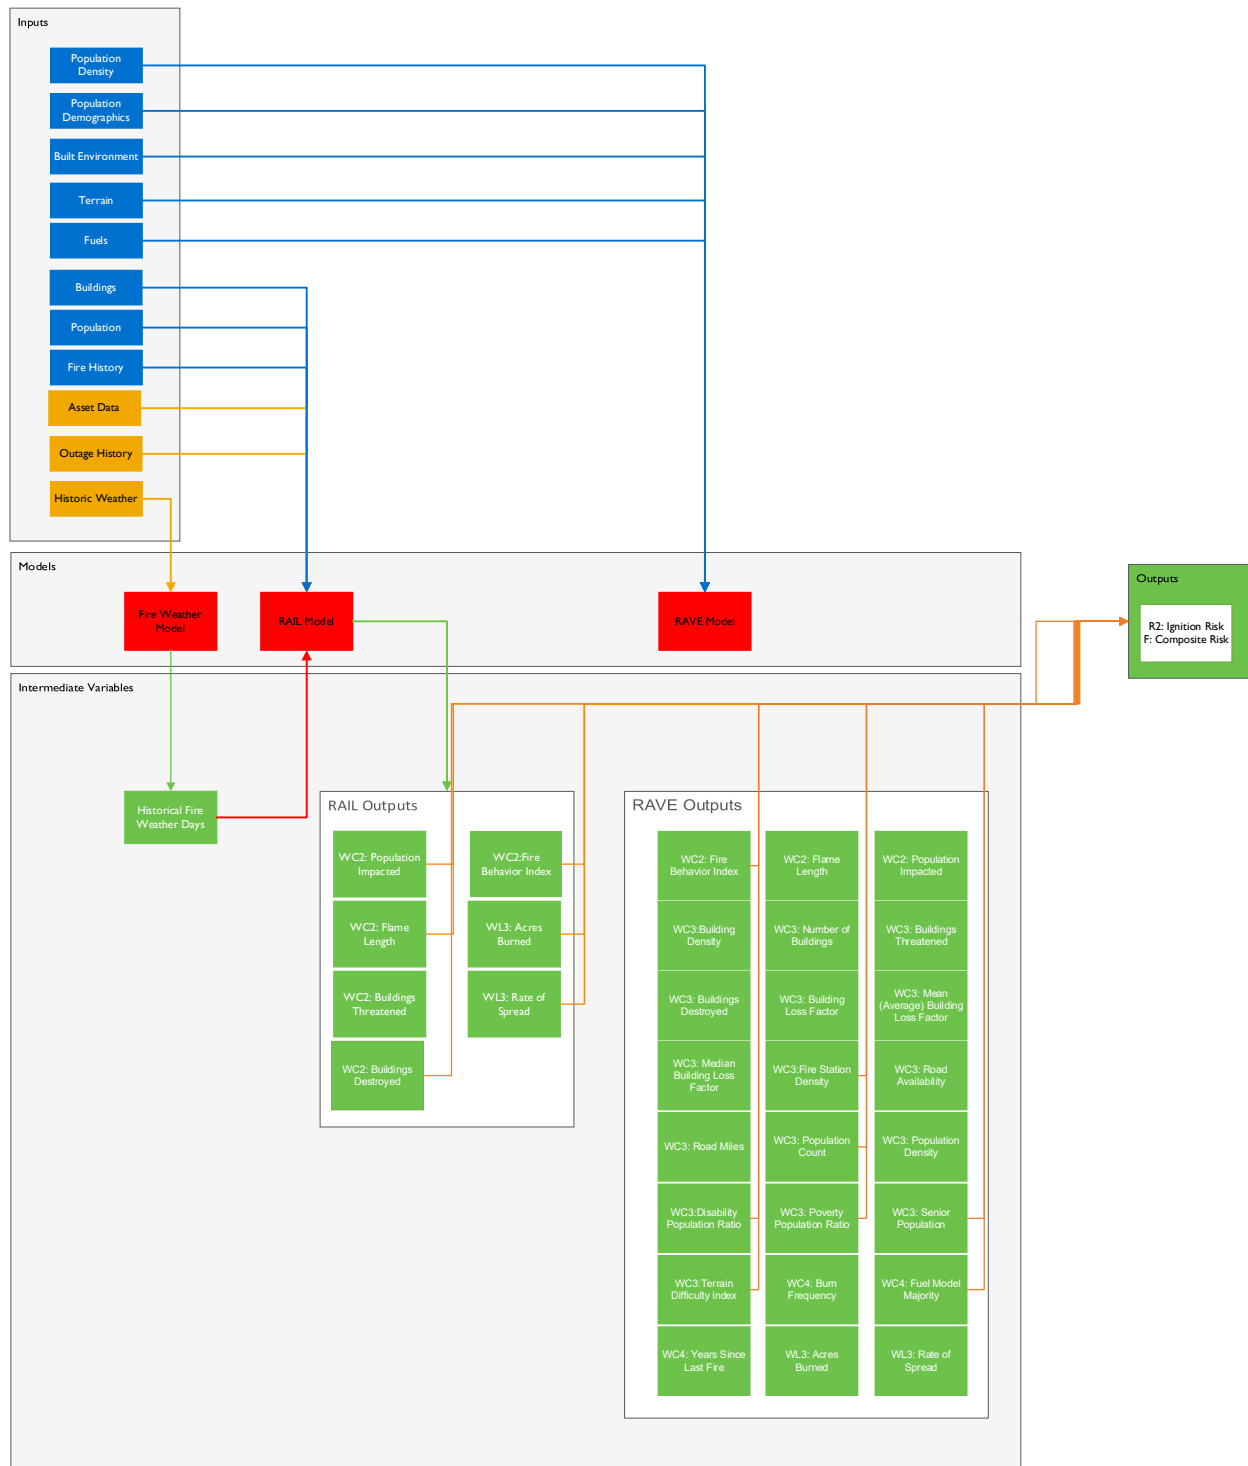 Inputs
Population
Density
Population
Demographics
Built Environment
Terrain
Fuels
Buildings
Population
Fire History
Asset Data
Outage History
Historic Weather
Models
Fire Weather
Model
RAIL Model
RAVE Model
Outputs
R2: Ignition Risk
F: Composite Risk
Intermediate Variables
Historical Fire
Weather Days
RAIL Outputs
WC2: Population
Impacted
WC2:Fire
Behavior Index
WC2: Flame
Length
WL3: Acres
Burned
WC2: Buildings
Threatened
WL3: Rate of
Spread
WC2: Buildings
Destroyed
RAVE Outputs
WC2: Fire
Behavior Index
WC2: Flame
Length
WC2: Population
Impacted
WC3:Building
Density
WC3: Number of
Buildings
WC3: Buildings
Threatened
WC3: Buildings
Destroyed
WC3: Building
Loss Factor
WC3: Mean
(Average) Building
Loss Factor
WC3: Median
Building Loss
Factor
WC3:Fire Station
Density
WC3: Road
Availability
WC3: Road Miles
WC3: Population
Count
WC3: Population
Density
WC3:Disability
Population Ratio
WC3: Poverty
Population Ratio
WC3: Senior
Population
WC3:Terrain
Difficulty index
WC4: Burn
Frequency
WC4: Fuel Model
Majority
WC4: Years Since
Last Fire
WL3: Acres
Burned
WL3: Rate of
Spread